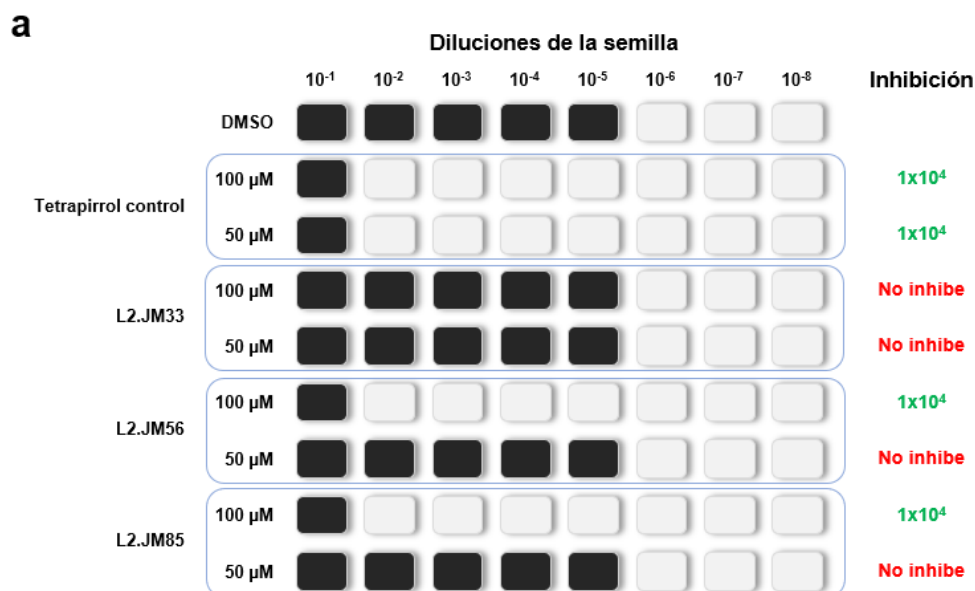 a
Diluciones de la semilla
10⁻¹ 10⁻² 10⁻³ 10⁻⁴ 10⁻⁵ 10⁻⁶ 10⁻⁷ 10⁻⁸ Inhibición
DMSO
Tetrapirrol control
100 µM 1x10⁴
50 µM 1x10⁴
L2.JM33
100 µM No inhibe
50 µM No inhibe
L2.JM56
100 µM 1x10⁴
50 µM No inhibe
L2.JM85
100 µM 1x10⁴
50 µM No inhibe